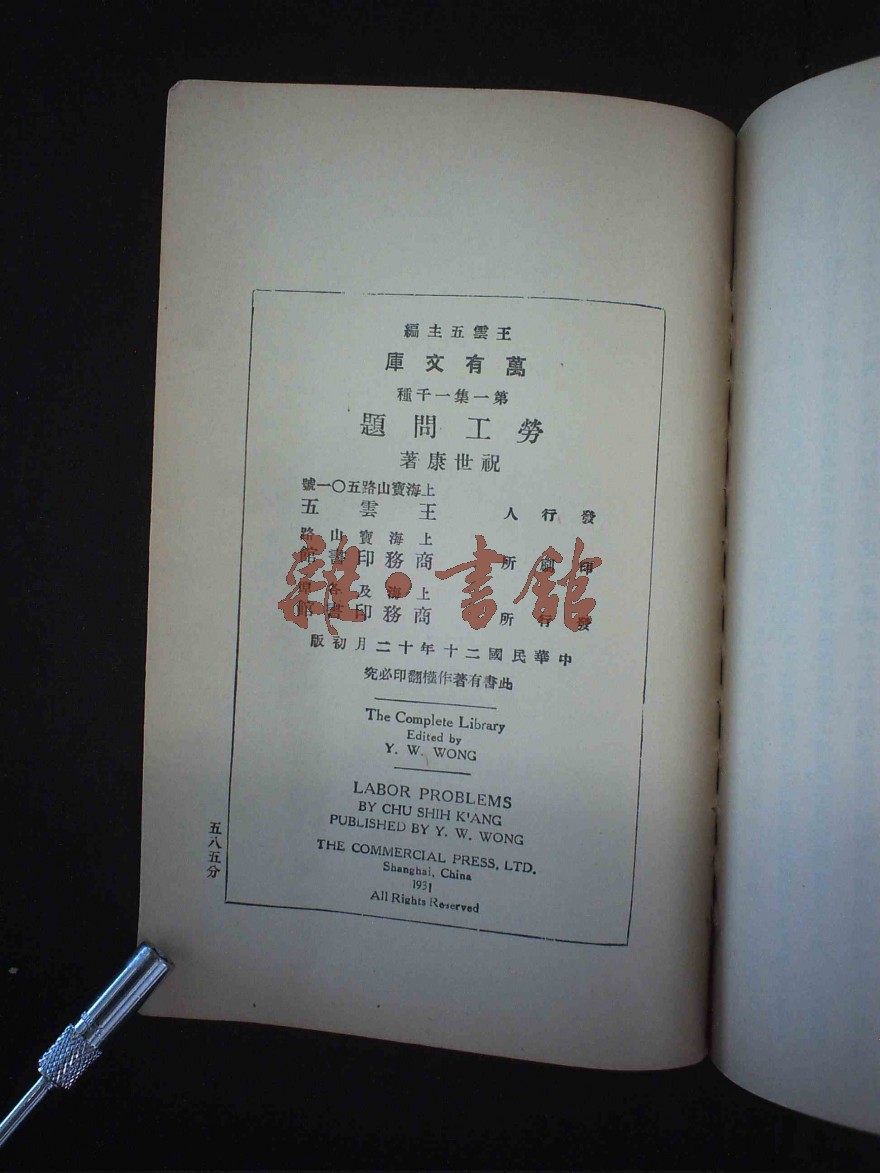 王雲五主編
萬有文庫
第一集一千種
勞工問題
祝世康著
上海寶山路五〇一號
發行人 王雲五
上海寶山路
印刷所 商務印書館
上海及各埠
發行所 商務印書館
中華民國二十年十二月初版
此書有著作權翻印必究
The Complete Library
Edited by
Y. W. WONG
LABOR PROBLEMS
BY CHU SHIH K'ANG
PUBLISHED BY Y. W. WONG
THE COMMERCIAL PRESS, LTD.
Shanghai, China
1931
All Rights Reserved
五八五分
雜·書館